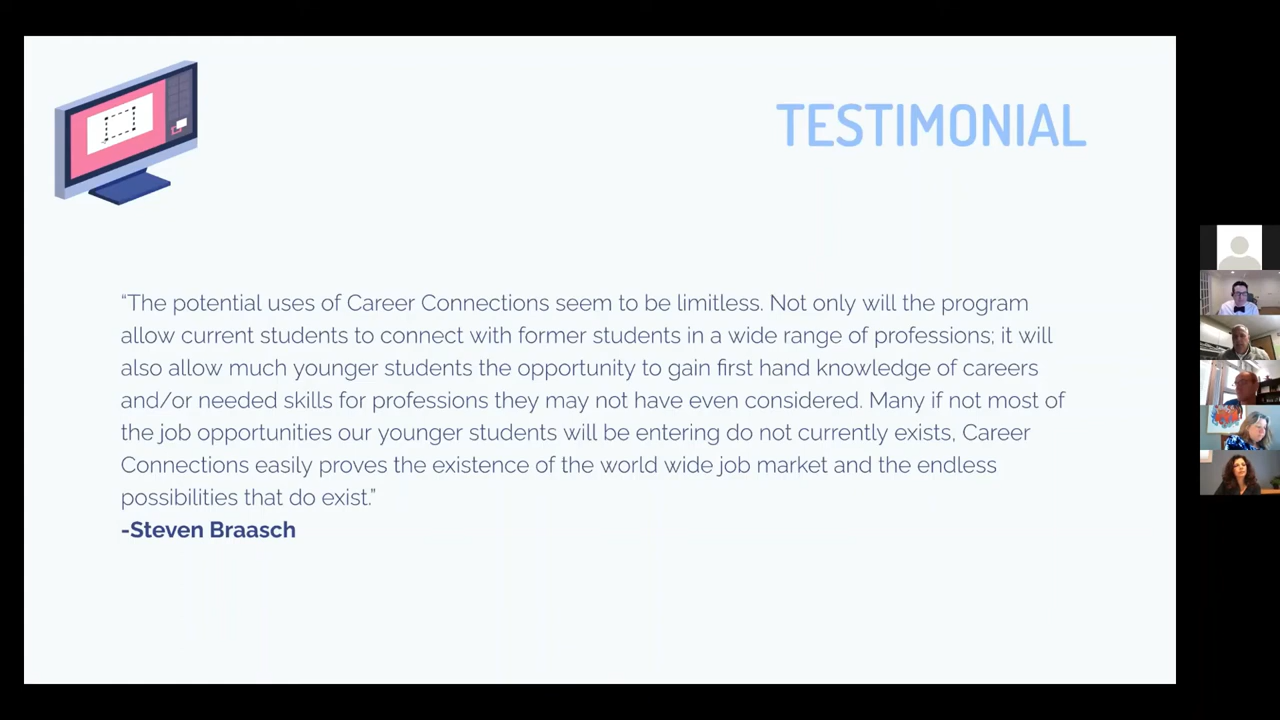 TESTIMONIAL
“The potential uses of Career Connections seem to be limitless. Not only will the program
allow current students to connect with former students in a wide range of professions; it will
also allow much younger students the opportunity to gain first hand knowledge of careers
and/or needed skills for professions they may not have even considered. Many if not most of
the job opportunities our younger students will be entering do not currently exists, Career
Connections easily proves the existence of the world wide job market and the endless
possibilities that do exist.”
-Steven Braasch